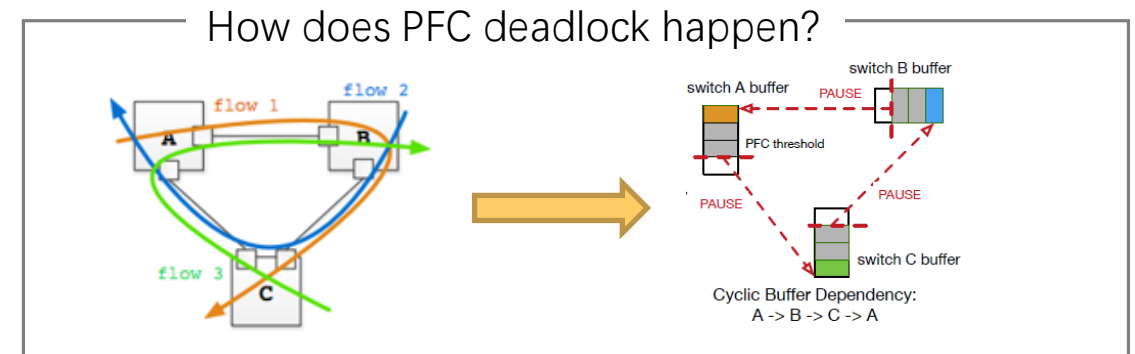 How does PFC deadlock happen?
flow 1
flow 2
A
B
flow 3
C
switch B buffer
switch A buffer
PAUSE
PFC threshold
PAUSE
PAUSE
switch C buffer
Cyclic Buffer Dependency:
A -> B -> C -> A